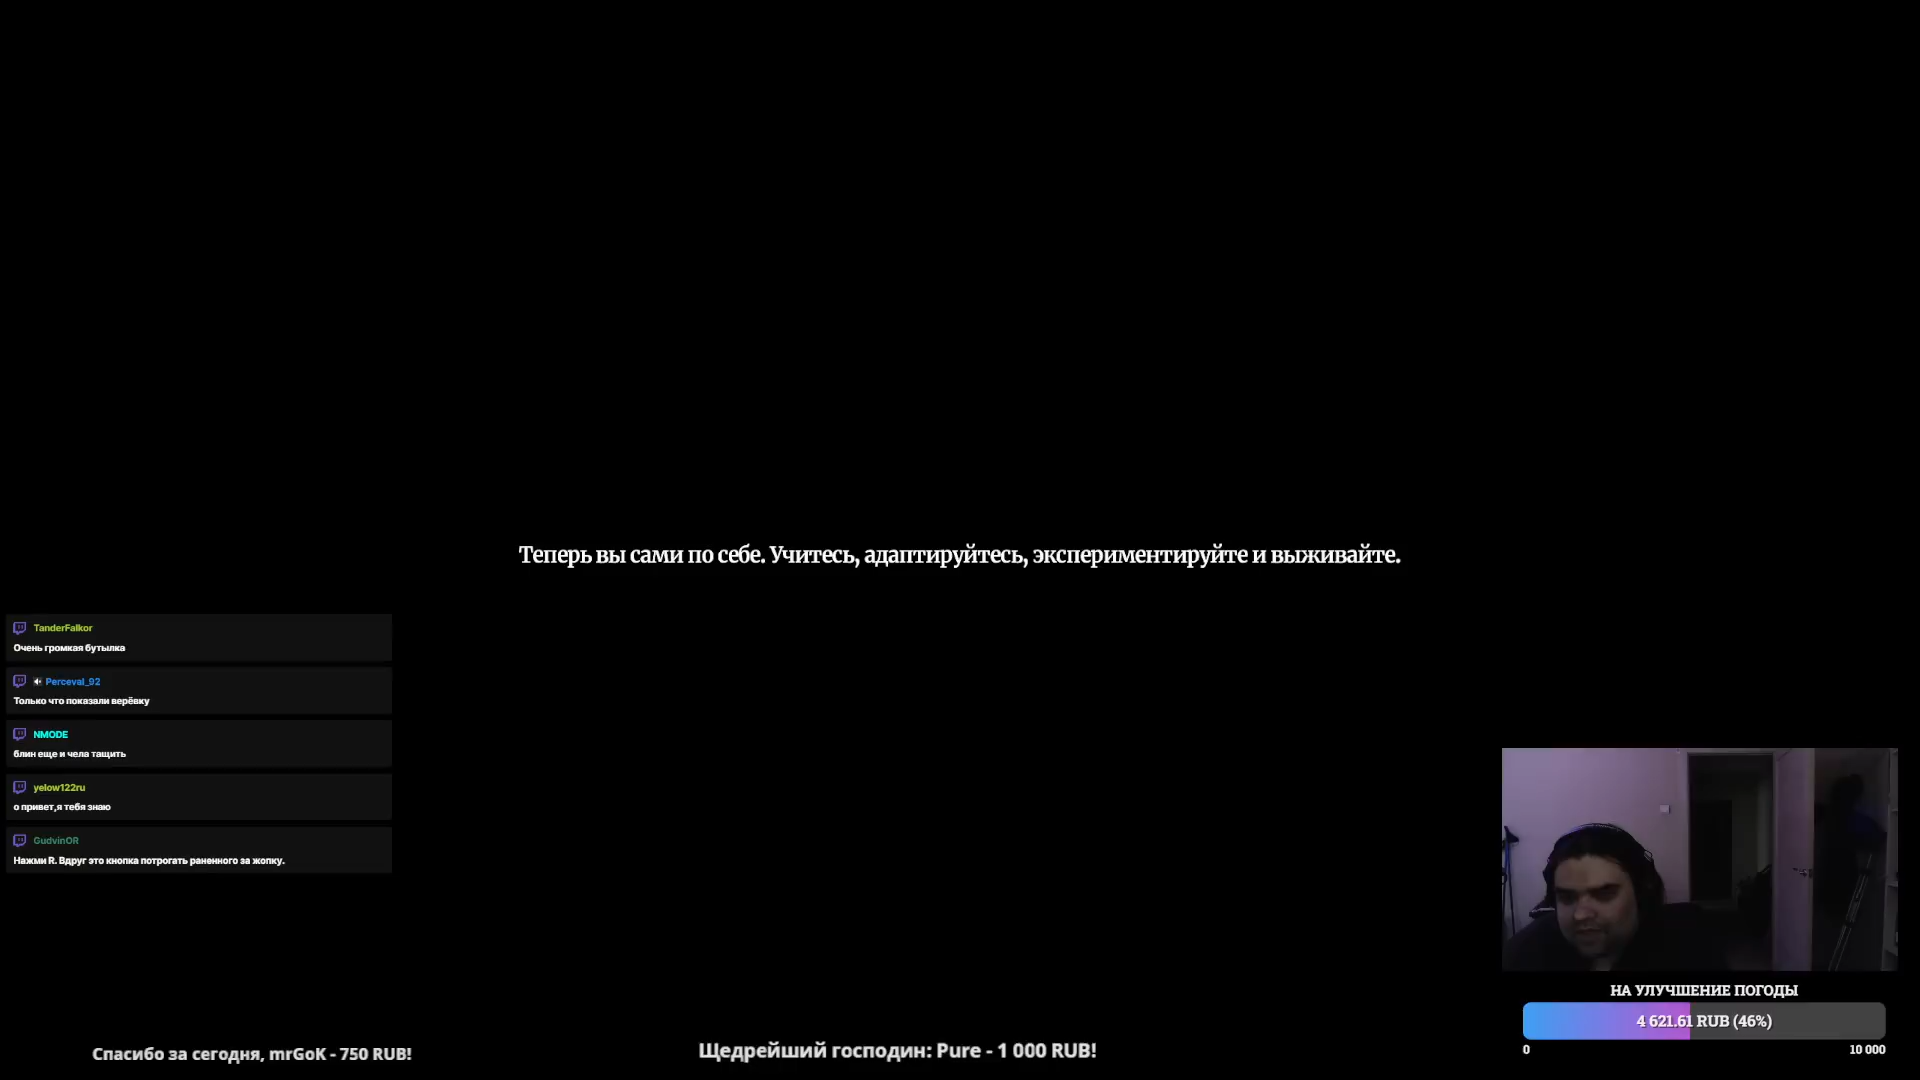 Теперь вы сами по себе. Учитесь, адаптируйтесь, экспериментируйте и выживайте.
TanderFalkor
Очень громкая бутылка
Perceval_92
Только что показали верёвку
NMODE
блин еще и чела тащить
yelow122ru
о привет,я тебя знаю
GudvinOR
Нажми R. Вдруг это кнопка потрогать раненного за жопку.
НА УЛУЧШЕНИЕ ПОГОДЫ
4 621.61 RUB (46%)
0 10 000
Спасибо за сегодня, mrGoK - 750 RUB!
Щедрейший господин: Pure - 1 000 RUB!